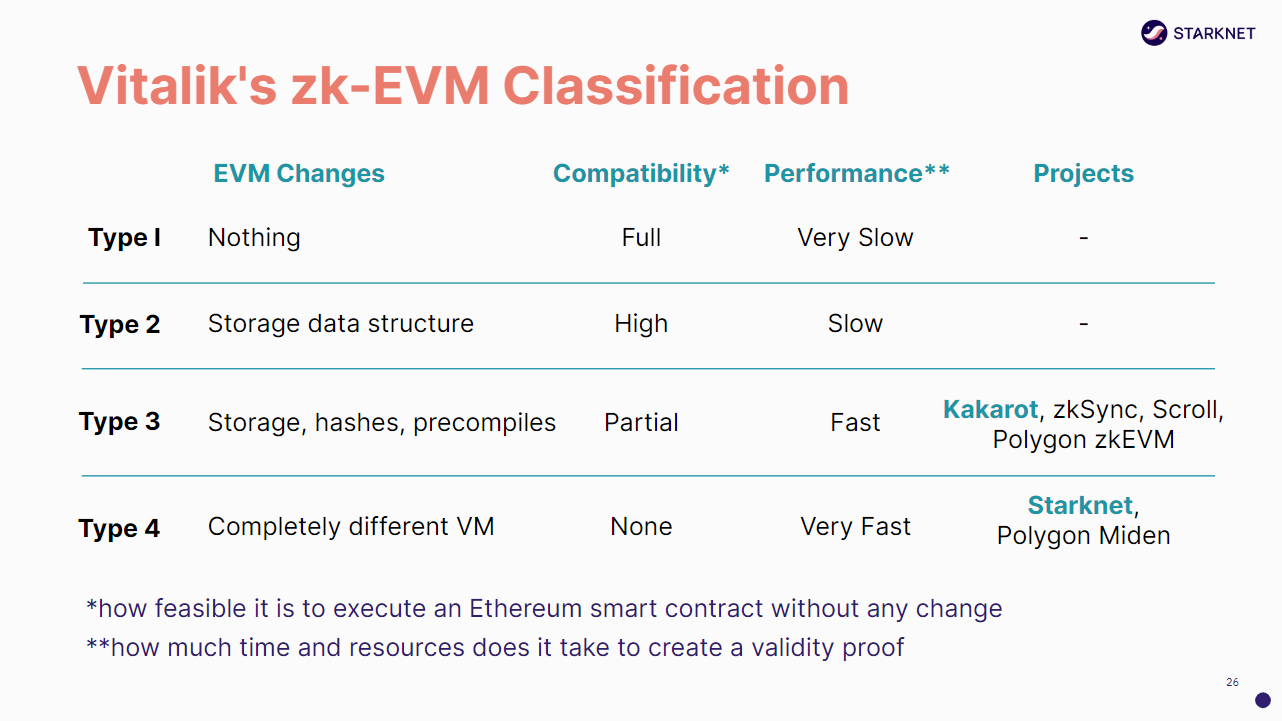 STARKNET
Vitalik's zk-EVM Classification
EVM Changes Compatibility* Performance** Projects
Type I Nothing Full Very Slow -
Type 2 Storage data structure High Slow -
Type 3 Storage, hashes, precompiles Partial Fast Kakarot, zkSync, Scroll,
Polygon zkEVM
Type 4 Completely different VM None Very Fast Starknet,
Polygon Miden
*how feasible it is to execute an Ethereum smart contract without any change
**how much time and resources does it take to create a validity proof
26